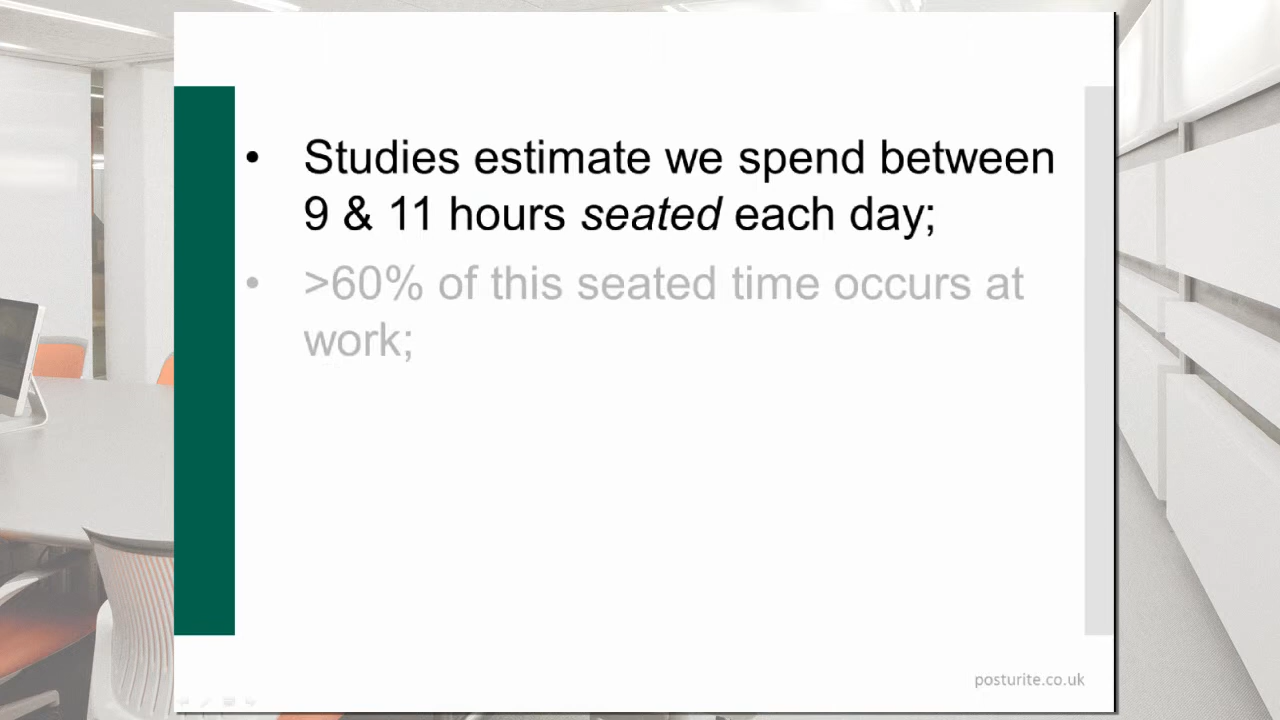 • Studies estimate we spend between
9 & 11 hours seated each day;
• >60% of this seated time occurs at
work;
posturite.co.uk